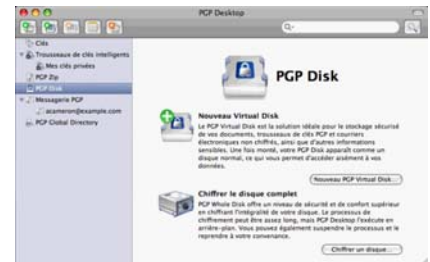 PGP Desktop
Clés
Trousseaux de clés intelligents
Mes clés privées
PGP Zip
PGP Disk
Messagerie PGP
acameron@example.com
PGP Global Directory
PGP Disk
Nouveau Virtual Disk
Le PGP Virtual Disk est la solution idéale pour le stockage sécurisé
de vos documents, trousseaux de clés PGP et courriers
électroniques non chiffrés, ainsi que d'autres informations
sensibles. Une fois monté, votre PGP Disk apparaît comme un
disque normal, ce qui vous permet d'accéder aisément à vos
données.
Nouveau PGP Virtual Disk...
Chiffrer le disque complet
PGP Whole Disk offre un niveau de sécurité et de confort supérieur
en chiffrant l'intégralité de votre disque. Le processus de
chiffrement peut être assez long, mais PGP Desktop l'exécute en
arrière-plan. Vous pouvez également suspendre le processus et le
reprendre à votre convenance.
Chiffrer un disque...